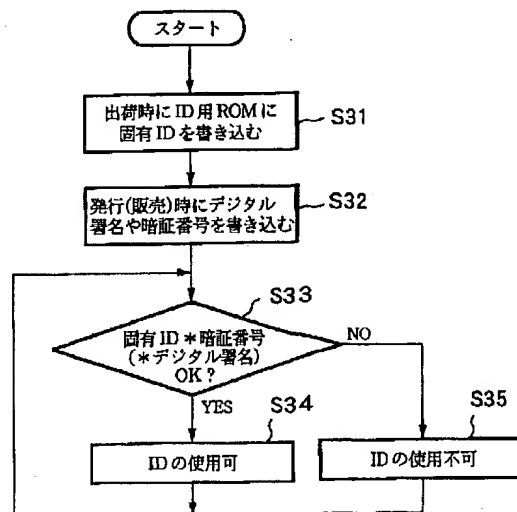 スタート
出荷時にID用ROMに
固有IDを書き込む
S31
発行(販売)時にデジタル
署名や暗証番号を書き込む
S32
S33
固有ID*暗証番号
(*デジタル署名)
OK?
NO
YES
S34
S35
IDの使用可
IDの使用不可